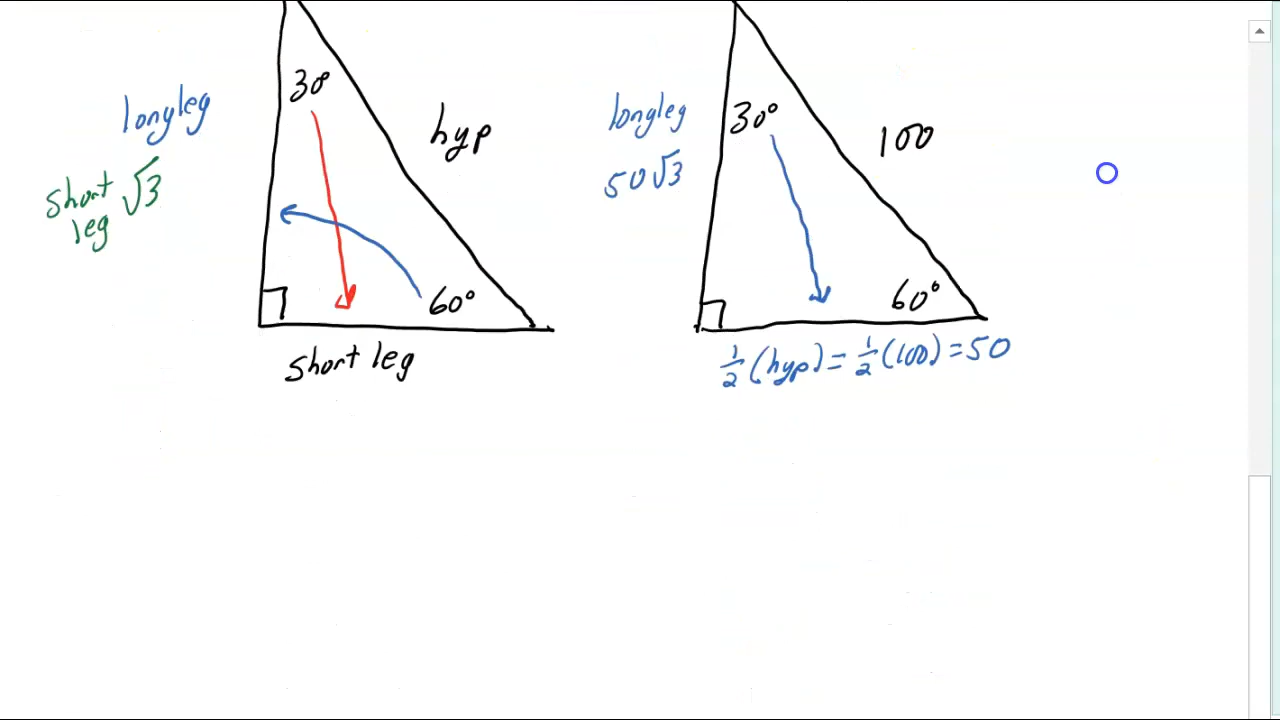 30°
longleg
hyp
short √3
leg
60°
short leg
longleg
30°
100
50√3
60°
1/2 (hyp) = 1/2 (100) = 50